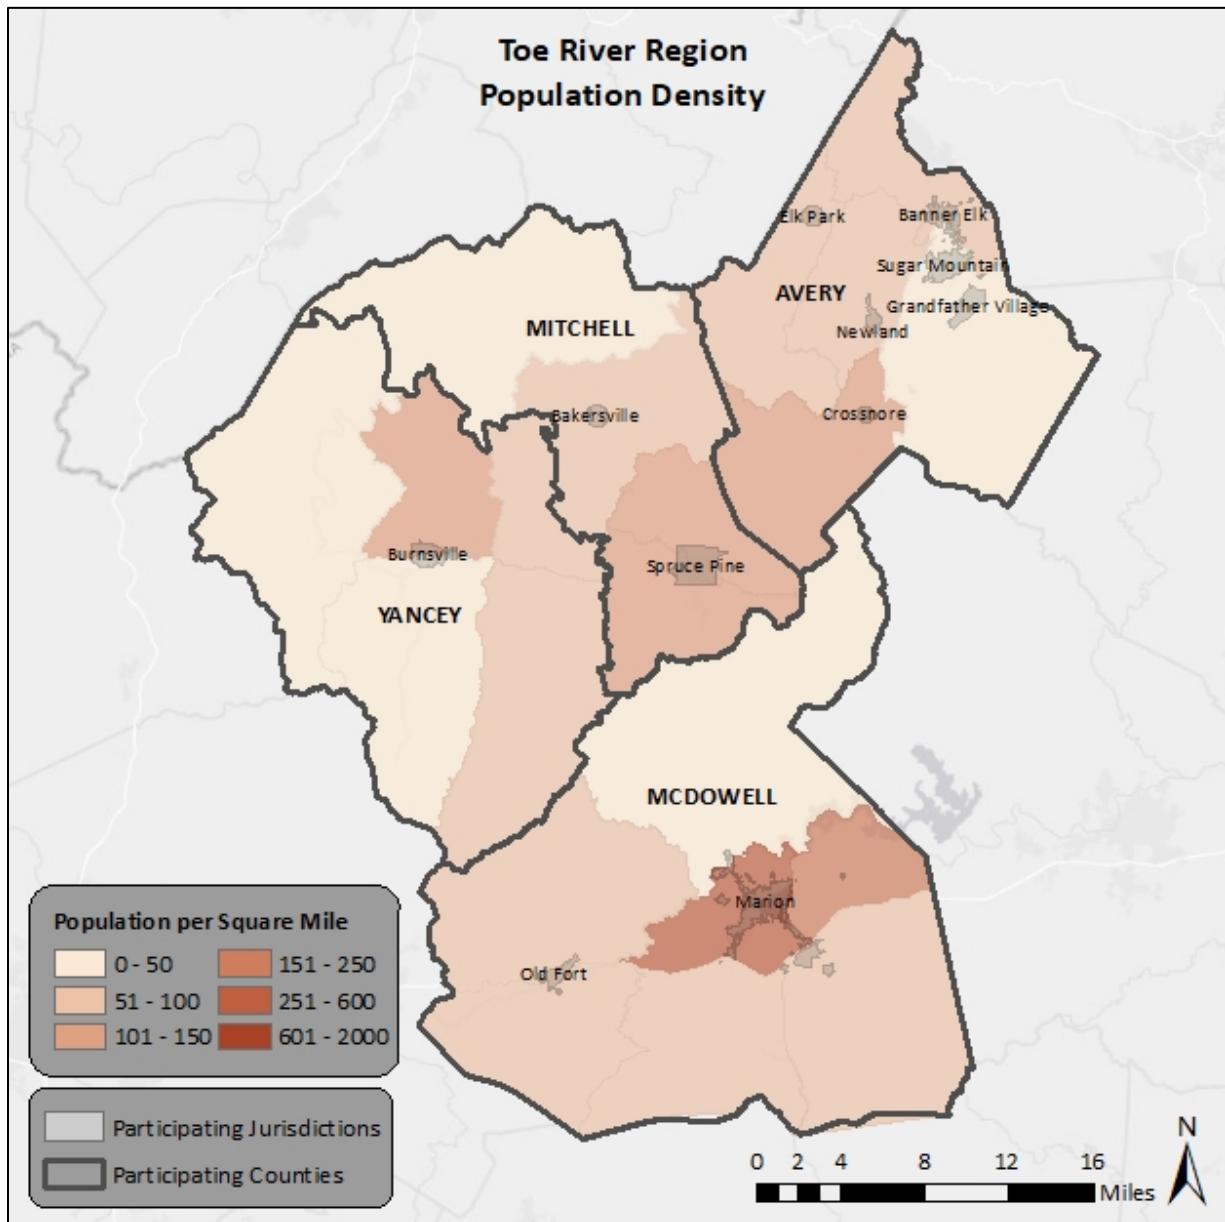 Toe River Region
Population Density
Elk Park
Banner Elk
Sugar Mountain
AVERY
Grandfather Village
MITCHELL
Newland
Bakersville
Crossnore
Burnsville
Spruce Pine
YANCEY
MCDOWELL
Marion
Old Fort
Population per Square Mile
0 - 50
151 - 250
51 - 100
251 - 600
101 - 150
601 - 2000
Participating Jurisdictions
Participating Counties
N
0 2 4 8 12 16
Miles